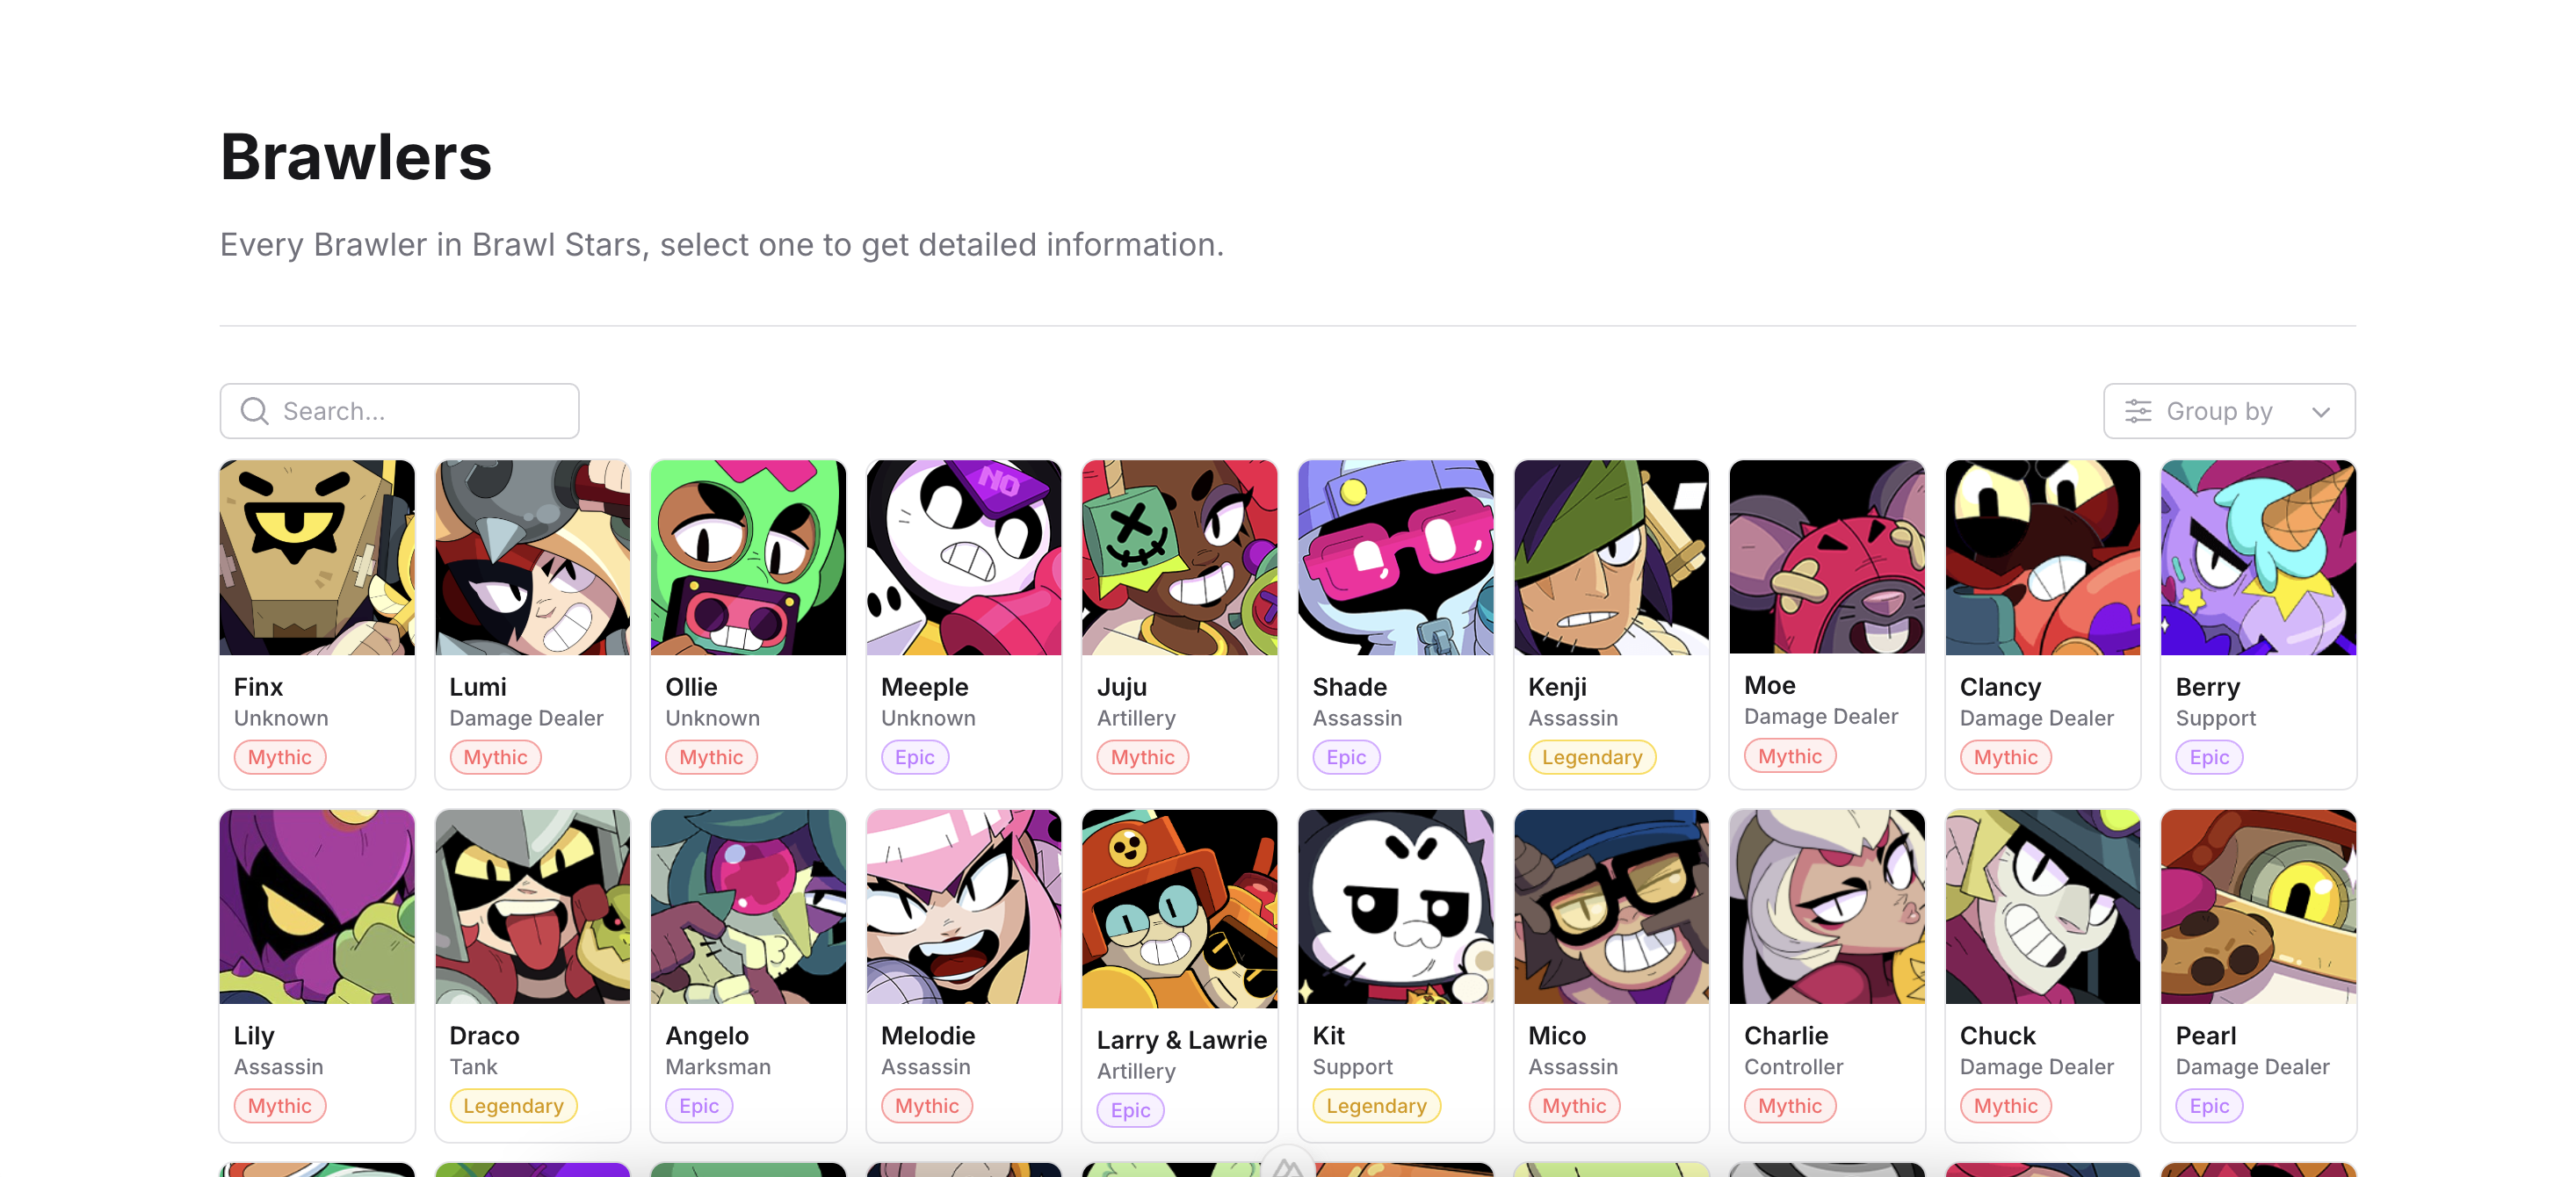 Brawlers
Every Brawler in Brawl Stars, select one to get detailed information.
Search...
Group by
NO
Finx
Unknown
Mythic
Lumi
Damage Dealer
Mythic
Ollie
Unknown
Mythic
Meeple
Unknown
Epic
Juju
Artillery
Mythic
Shade
Assassin
Epic
Kenji
Assassin
Legendary
Moe
Damage Dealer
Mythic
Clancy
Damage Dealer
Mythic
Berry
Support
Epic
Lily
Assassin
Mythic
Draco
Tank
Legendary
Angelo
Marksman
Epic
Melodie
Assassin
Mythic
Larry & Lawrie
Artillery
Epic
Kit
Support
Legendary
Mico
Assassin
Mythic
Charlie
Controller
Mythic
Chuck
Damage Dealer
Mythic
Pearl
Damage Dealer
Epic